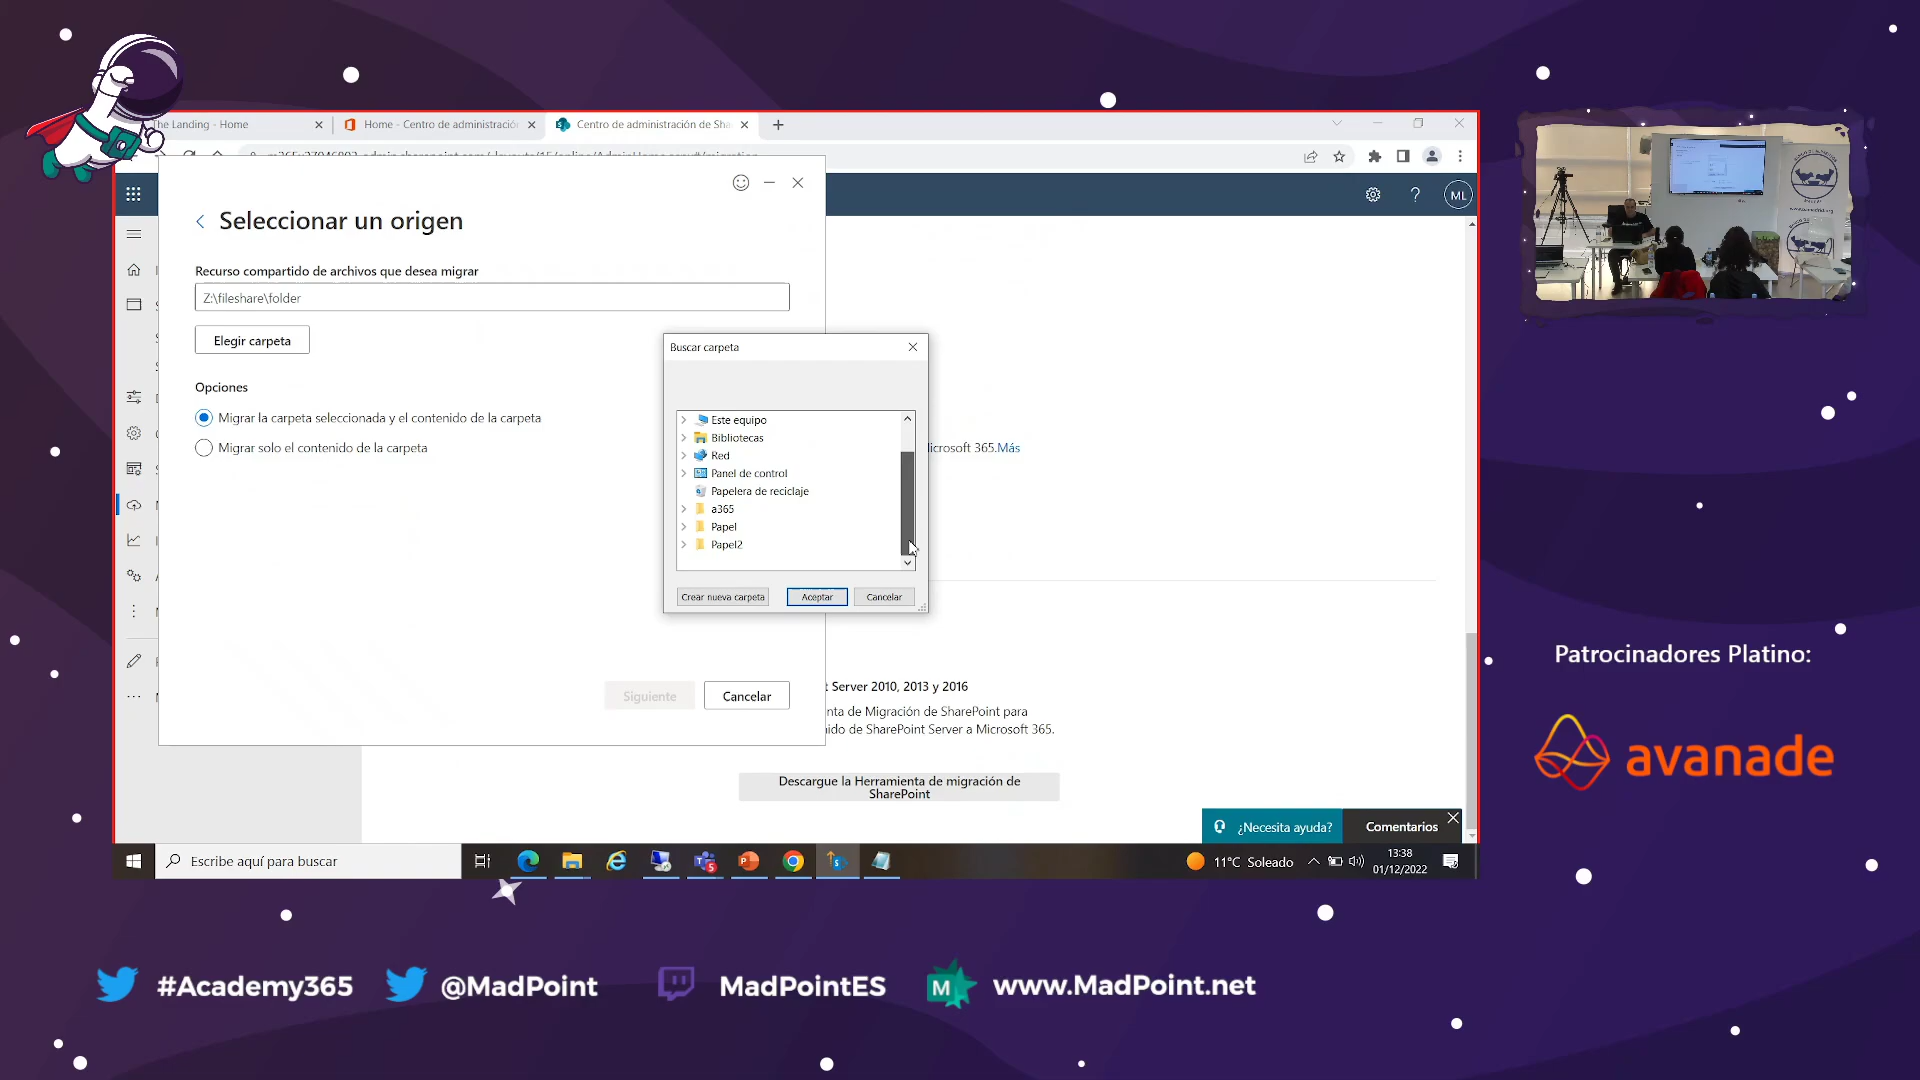 The Landing - Home
Home - Centro de administració
Centro de administración de Sha
ML
Seleccionar un origen
Recurso compartido de archivos que desea migrar
Z:\fileshare\folder
Elegir carpeta
Opciones
Migrar la carpeta seleccionada y el contenido de la carpeta
Migrar solo el contenido de la carpeta
Siguiente
Cancelar
Buscar carpeta
Este equipo
Bibliotecas
Red
Panel de control
Papelera de reciclaje
a365
Papel
Papel2
Crear nueva carpeta
Aceptar
Cancelar
icrosoft 365.Más
t Server 2010, 2013 y 2016
nta de Migración de SharePoint para
ido de SharePoint Server a Microsoft 365.
Descargue la Herramienta de migración de
SharePoint
¿Necesita ayuda?
Comentarios
Escribe aquí para buscar
11°C Soleado
13:38
01/12/2022
Patrocinadores Platino:
avanade
#Academy365
@MadPoint
MadPointES
M
www.MadPoint.net